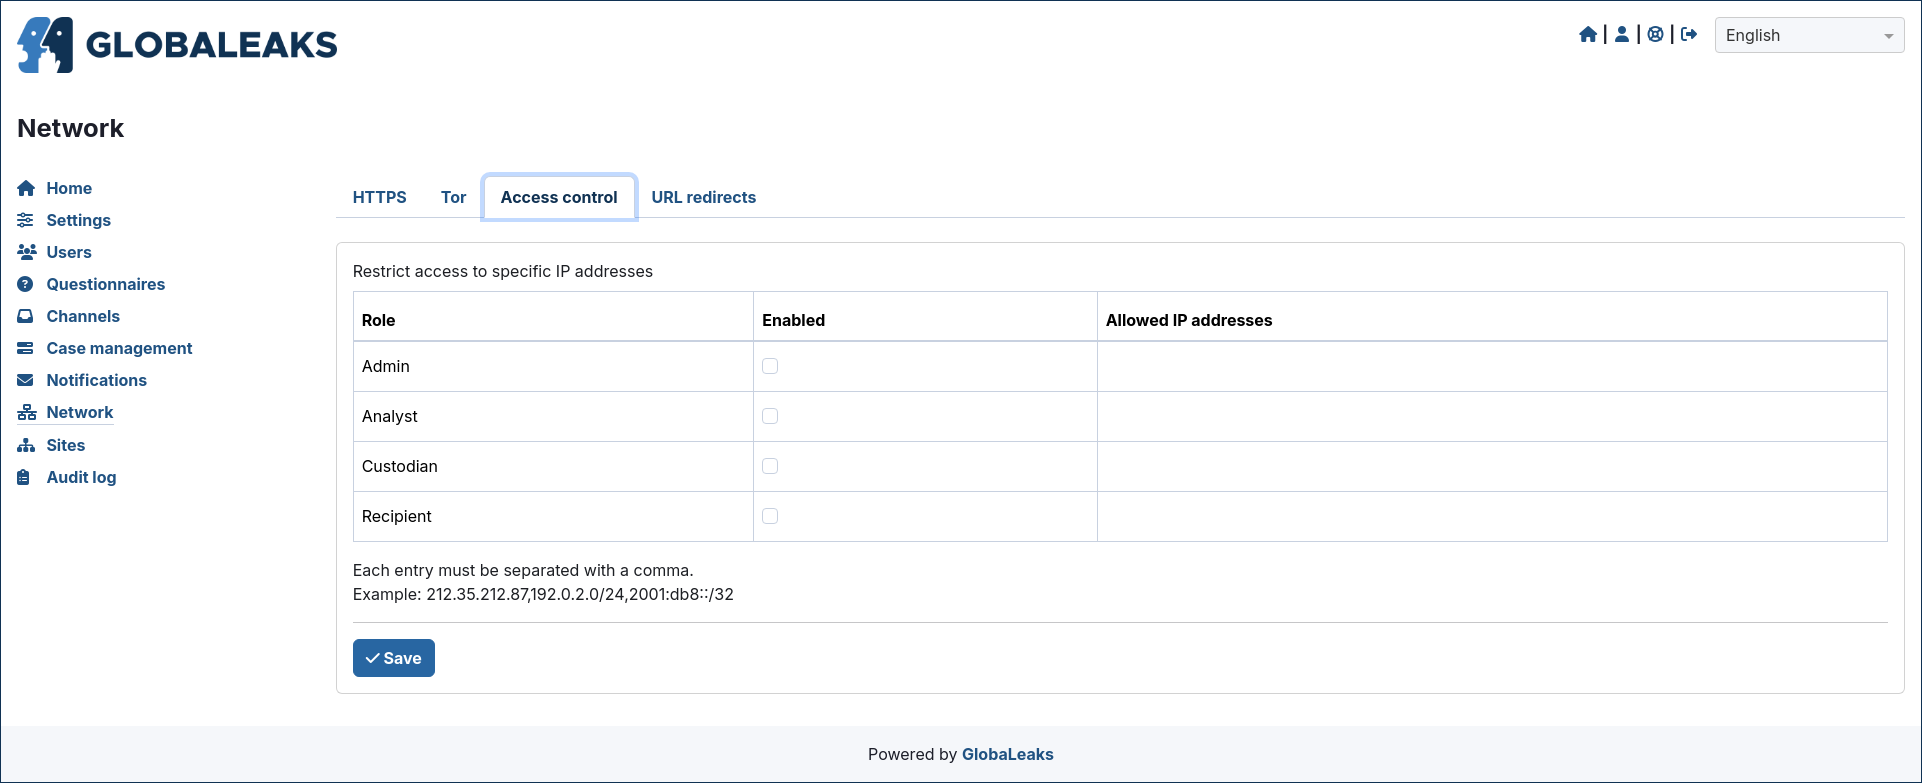 GLOBALEAKS
English
Network
Home
Settings
Users
Questionnaires
Channels
Case management
Notifications
Network
Sites
Audit log
HTTPS Tor Access control URL redirects
Restrict access to specific IP addresses
Role Enabled Allowed IP addresses
Admin
Analyst
Custodian
Recipient
Each entry must be separated with a comma.
Example: 212.35.212.87,192.0.2.0/24,2001:db8::/32
Save
Powered by GlobaLeaks